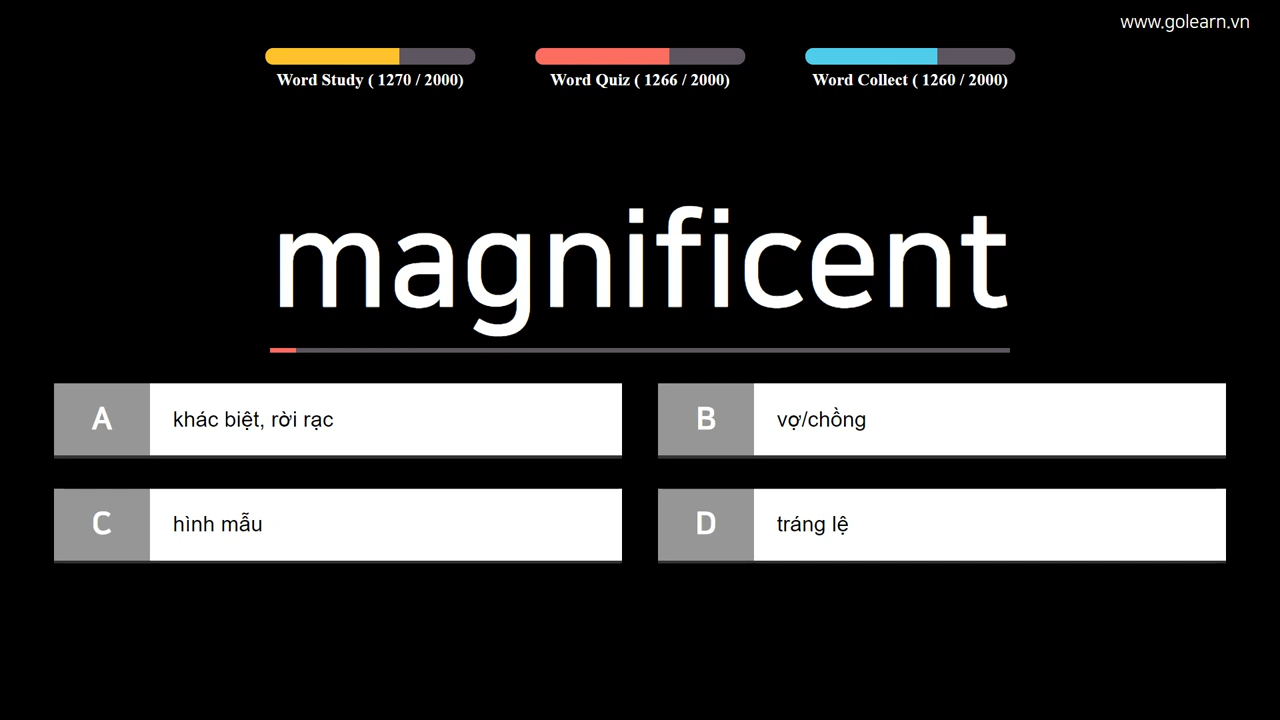 www.golearn.vn
Word Study ( 1270 / 2000)
Word Quiz ( 1266 / 2000)
Word Collect ( 1260 / 2000)
magnificent
A khác biệt, rời rạc
B vợ/chồng
C hình mẫu
D tráng lệ